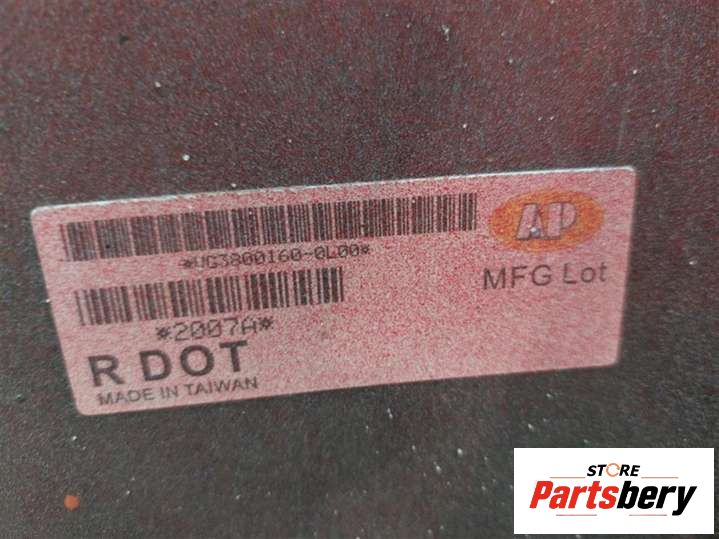 AP
*UG3800160-0L00*
MFG Lot
*2007A*
R DOT
MADE IN TAIWAN
STORE
Partsbery